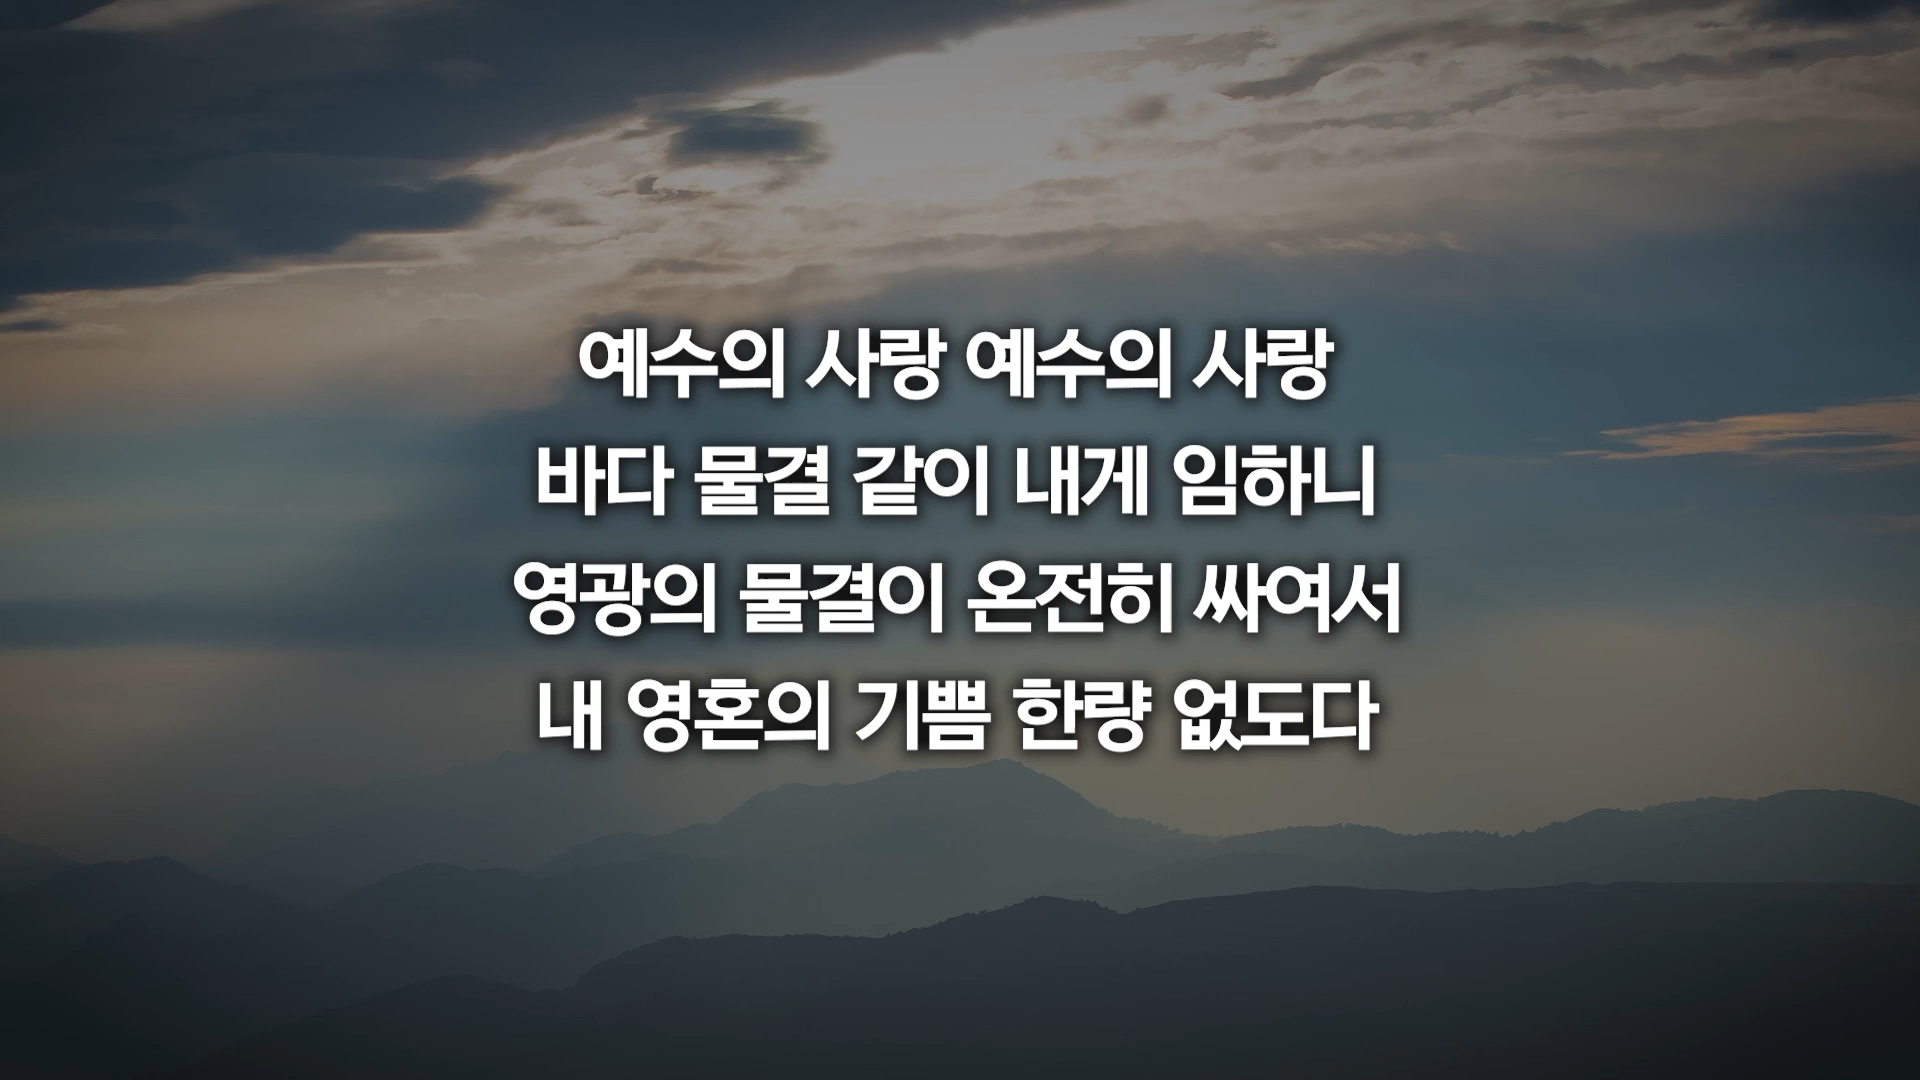 예수의 사랑 예수의 사랑
바다 물결 같이 내게 임하니
영광의 물결이 온전히 싸여서
내 영혼의 기쁨 한량 없도다